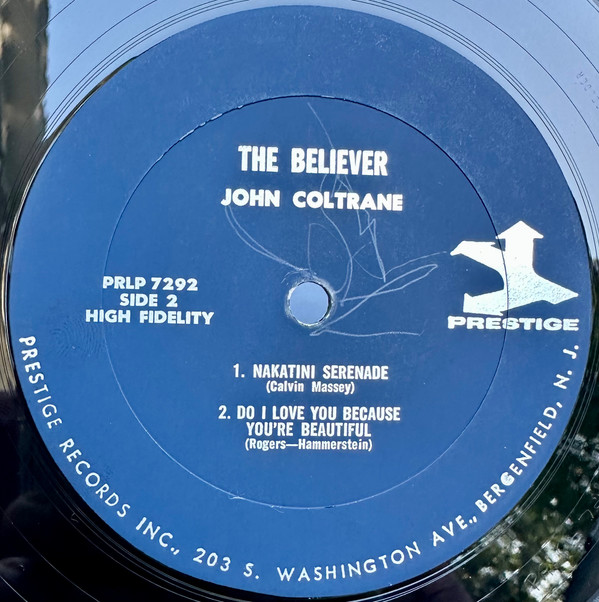 THE BELIEVER
JOHN COLTRANE
PRLP 7292
SIDE 2
HIGH FIDELITY
PRESTIGE
1. NAKATINI SERENADE
(Calvin Massey)
2. DO I LOVE YOU BECAUSE
YOU'RE BEAUTIFUL
(Rogers—Hammerstein)
PRESTIGE RECORDS INC., 203 S. WASHINGTON AVE., BERGENFIELD, N. J.